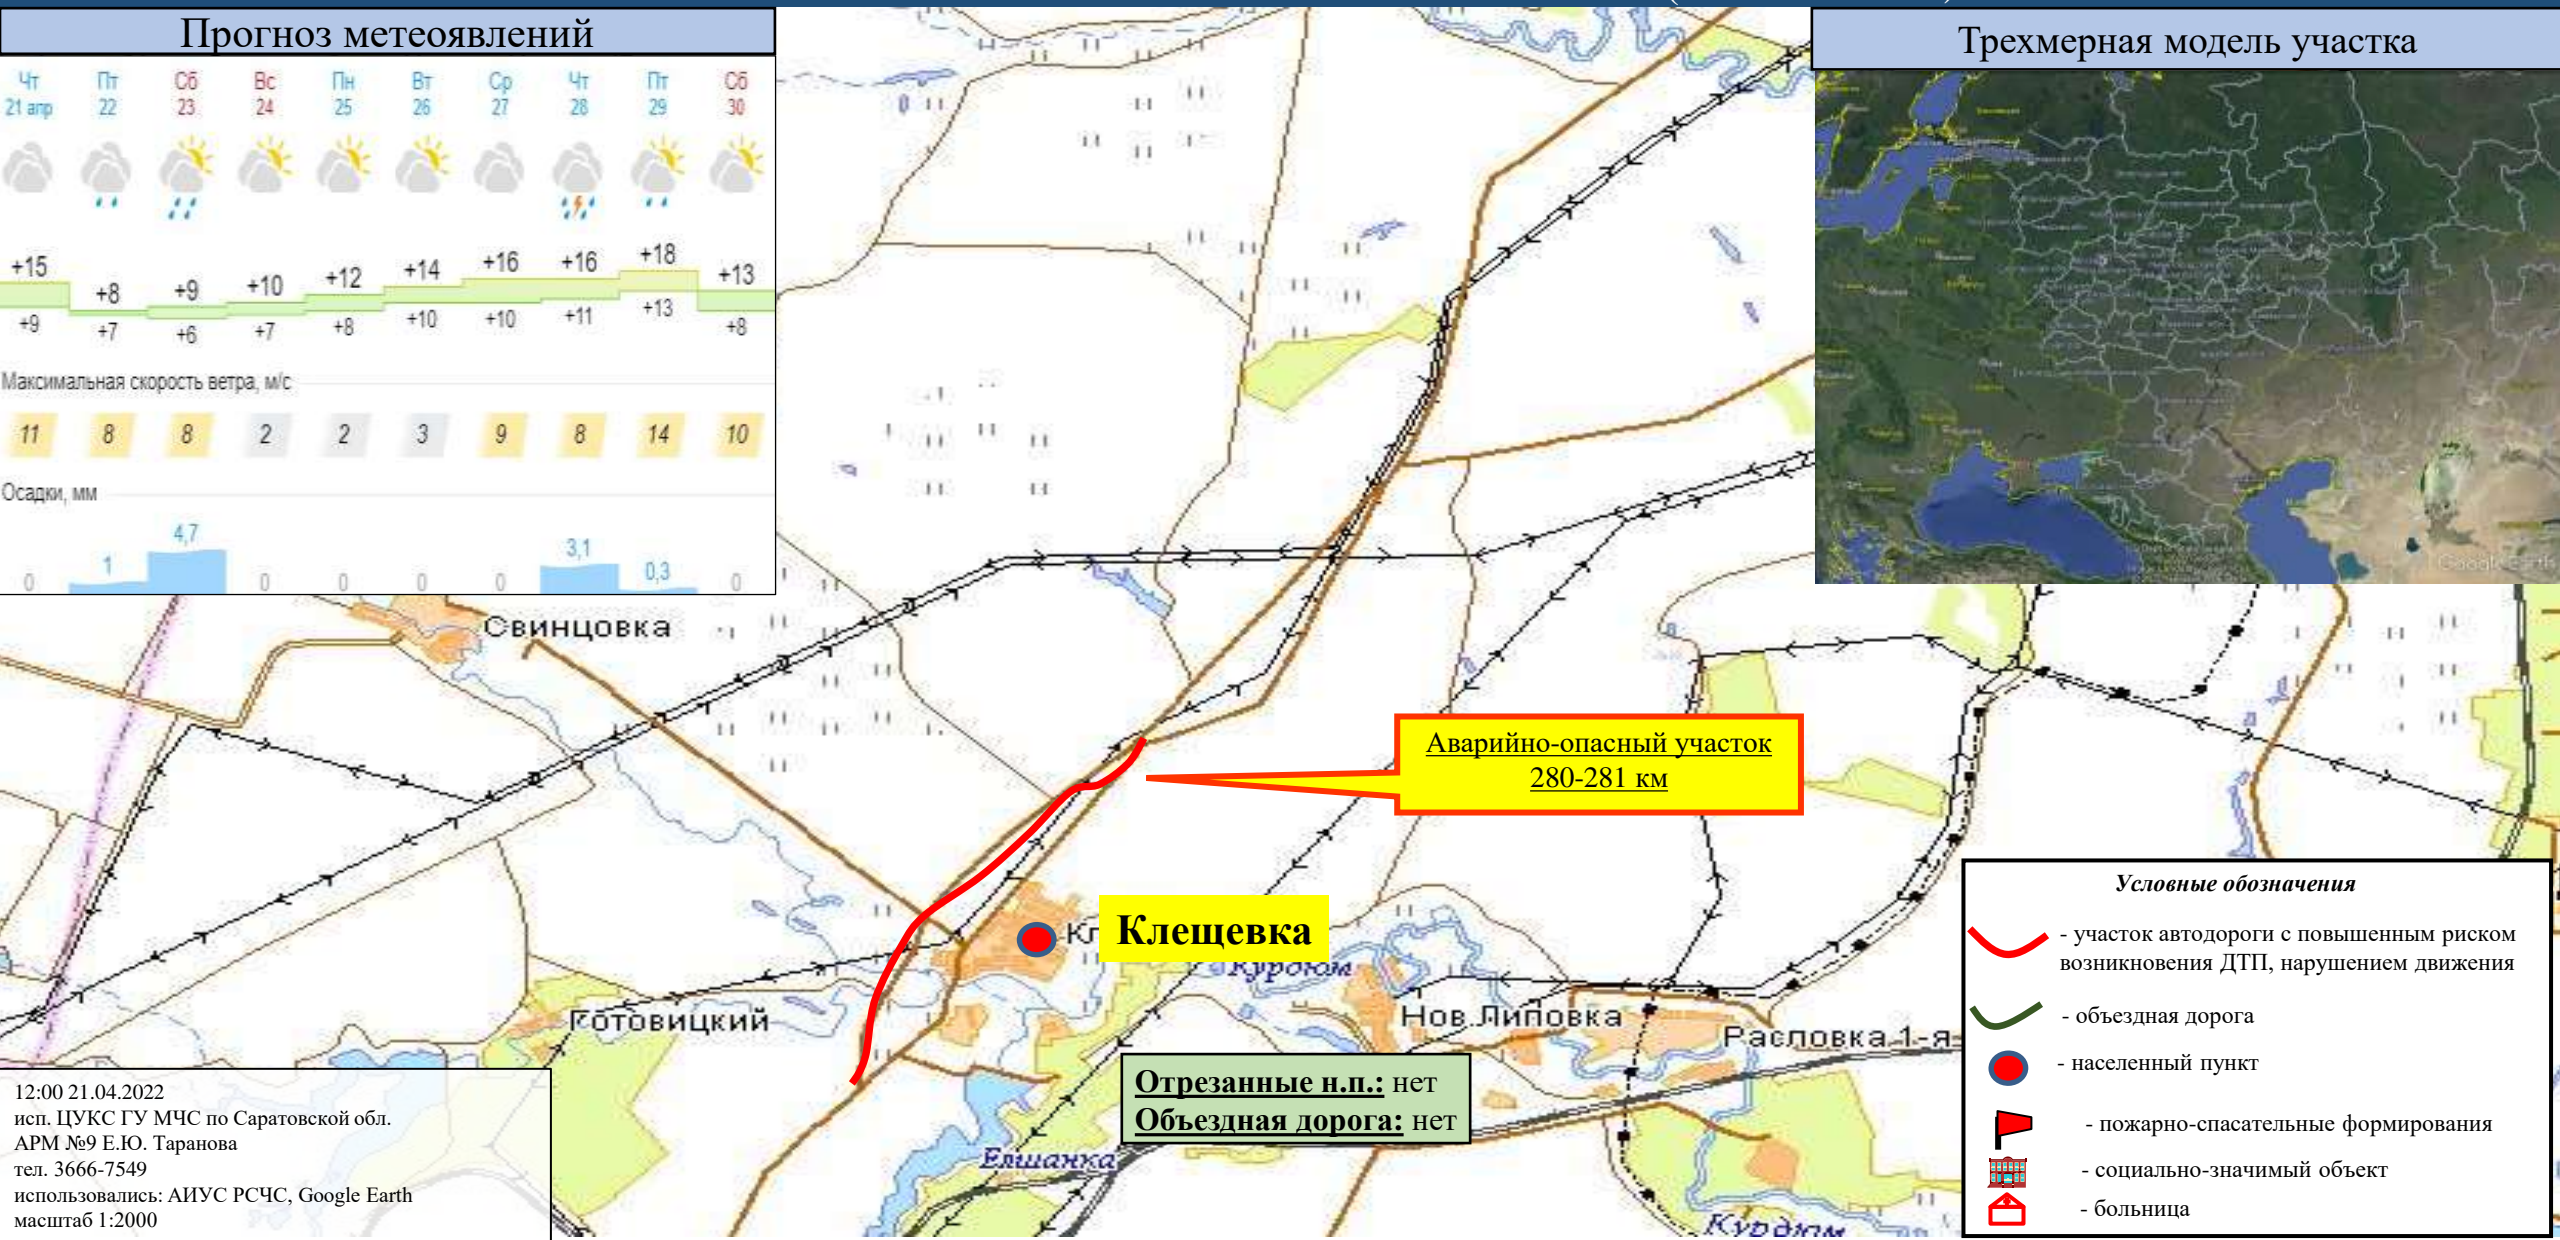 Прогноз метеоявлений
Чт Пт Сб Вс Пн Вт Ср Чт Пт Сб
21 апр 22 23 24 25 26 27 28 29 30
+15 +8 +9 +10 +12 +14 +16 +16 +18 +13
+9 +7 +6 +7 +8 +10 +10 +11 +13 +8
Максимальная скорость ветра, м/с
11 8 8 2 2 3 9 8 14 10
Осадки, мм
0 1 4,7 0 0 0 0 3,1 0,3 0
Трехмерная модель участка
Google earth
Свинцовка
Аварийно-опасный участок
280-281 км
Кл
Клещевка
Курдюм
Готовицкий
Нов.Липовка
Расловка 1-я
Отрезанные н.п.: нет
Объездная дорога: нет
Елшанка
Курдюм
Условные обозначения
- участок автодороги с повышенным риском
возникновения ДТП, нарушением движения
- объездная дорога
- населенный пункт
- пожарно-спасательные формирования
- социально-значимый объект
- больница
12:00 21.04.2022
исп. ЦУКС ГУ МЧС по Саратовской обл.
АРМ №9 Е.Ю. Таранова
тел. 3666-7549
использовались: АИУС РСЧС, Google Earth
масштаб 1:2000